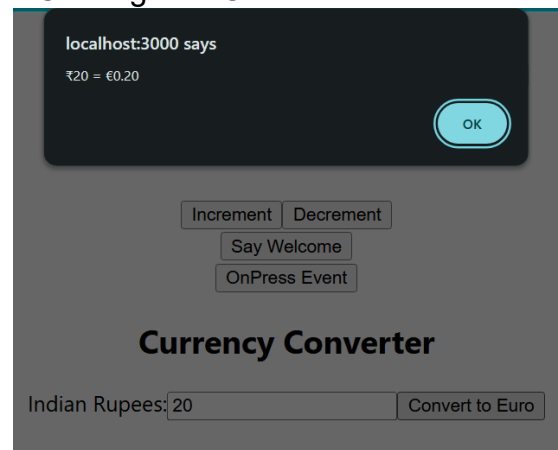 localhost:3000 says
₹20 = €0.20
OK
Increment Decrement
Say Welcome
OnPress Event
Currency Converter
Indian Rupees: 20 Convert to Euro